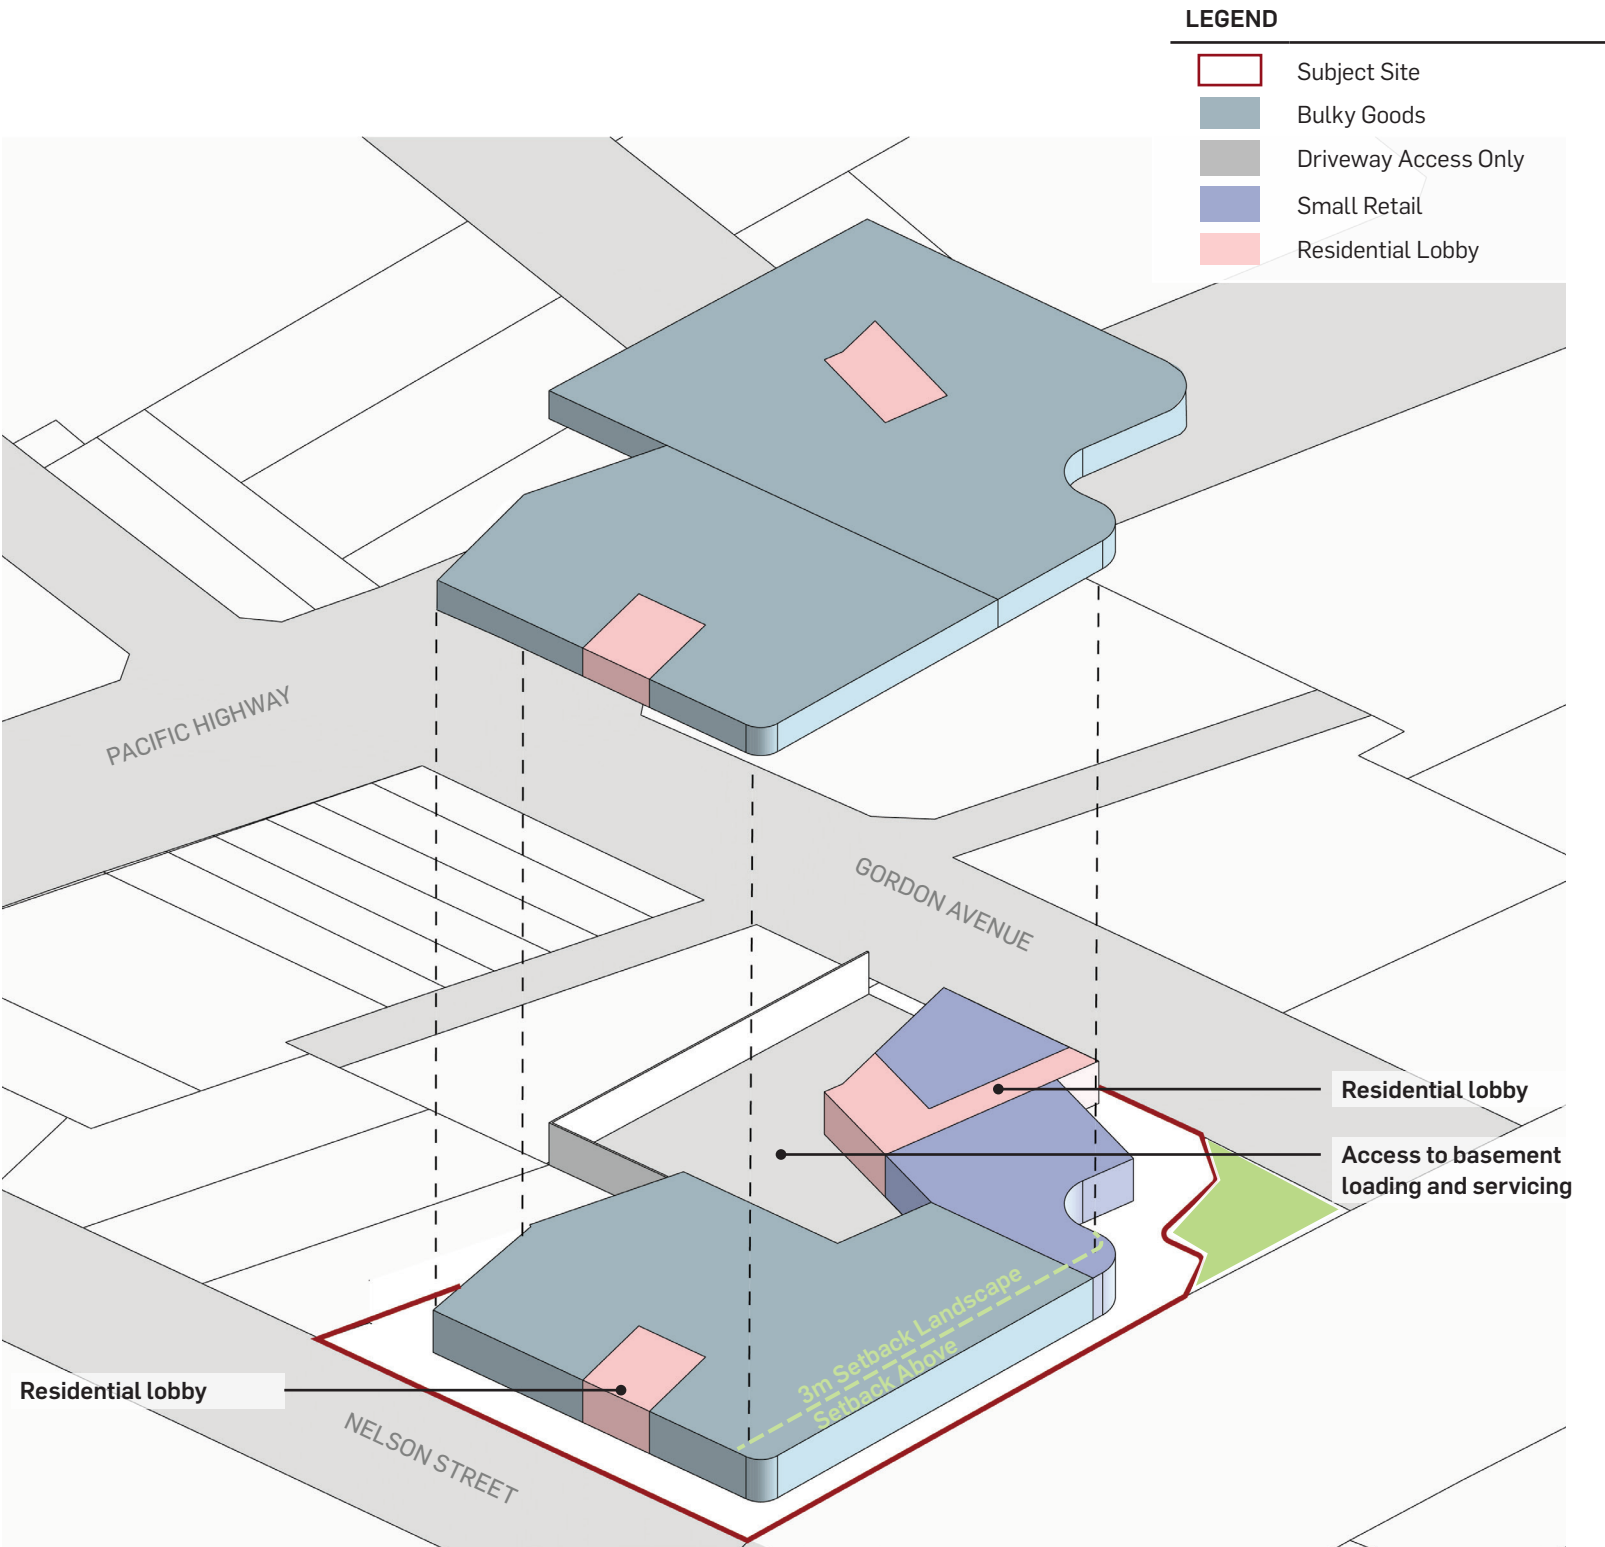 LEGEND
Subject Site
Bulky Goods
Driveway Access Only
Small Retail
Residential Lobby
PACIFIC HIGHWAY
GORDON AVENUE
Residential lobby
Access to basement
loading and servicing
3m Setback Landscape
Setback Above
Residential lobby
NELSON STREET